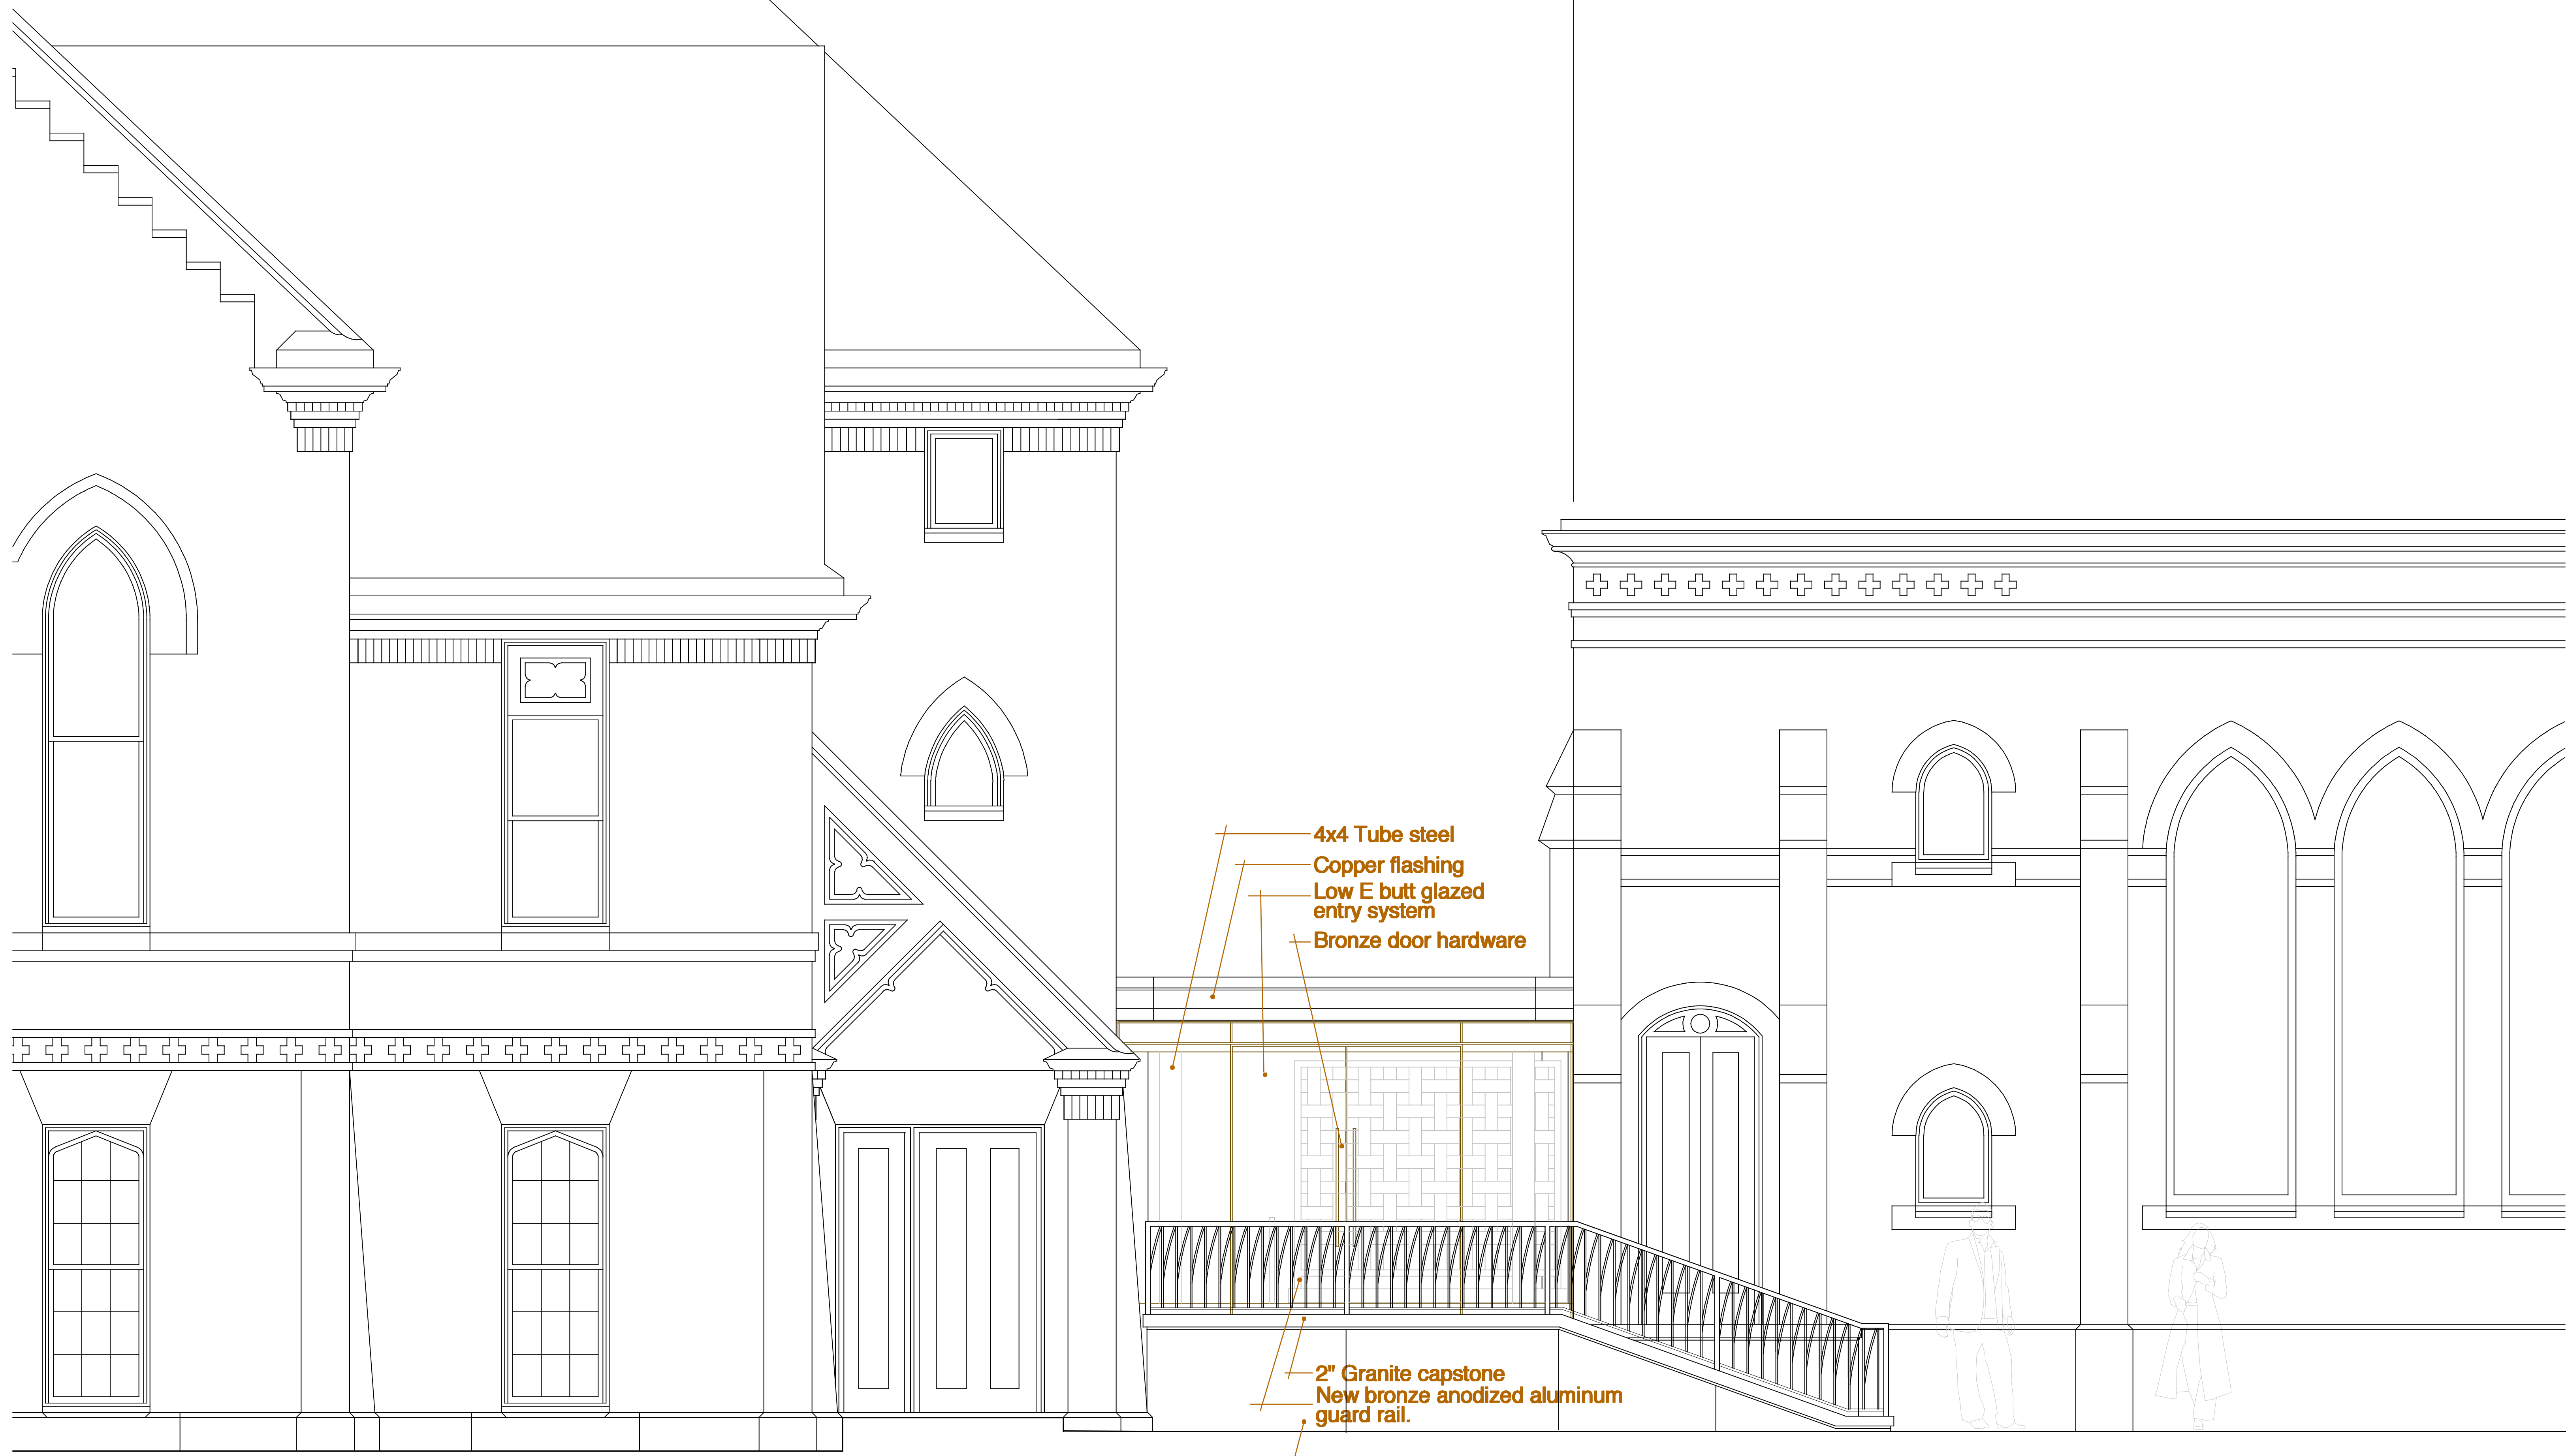 4x4 Tube steel
Copper flashing
Low E butt glazed
entry system
Bronze door hardware
2" Granite capstone
New bronze anodized aluminum
guard rail.